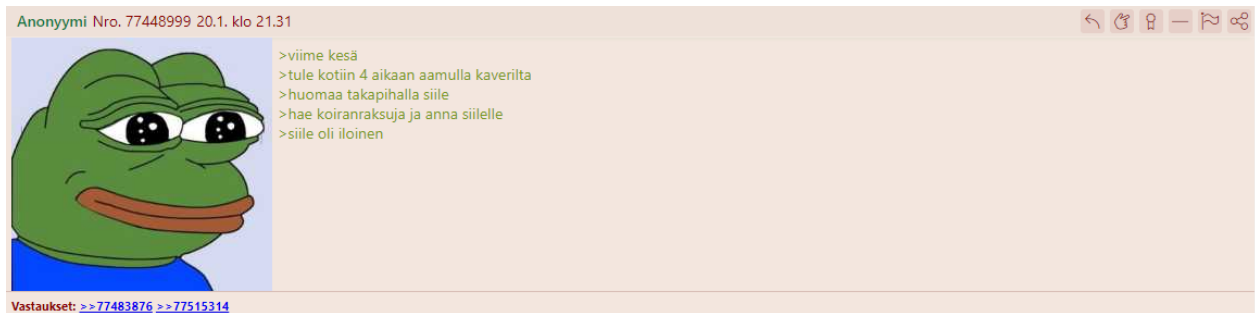 Anonyymi Nro. 77448999 20.1. klo 21.31
>viime kesä
>tule kotiin 4 aikaan aamulla kaverilta
>huomaa takapihalla siile
>hae koiranraksuja ja anna siilelle
>siile oli iloinen
Vastaukset: >>77483876 >>77515314